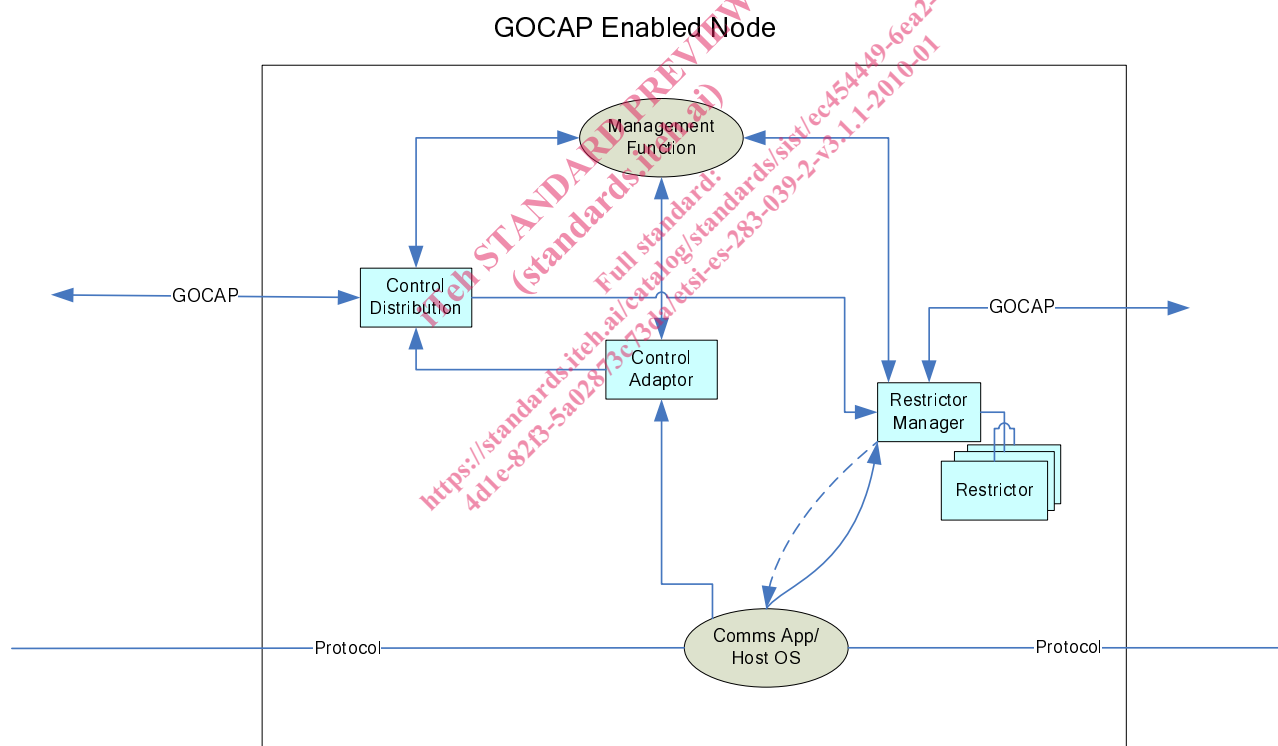 GOCAP Enabled Node
Management
Function
Control
Distribution
GOCAP
GOCAP
Control
Adaptor
Restrictor
Manager
Restrictor
Comms App/
Host OS
Protocol
Protocol
iTeh STANDARD PREVIEW
(standards.iteh.ai)
Full standard:
https://standards.iteh.ai/catalog/standards/sist/ec454449-6ea2-
4d1e-82f3-5a02873c73da/etsi-es-283-039-2-v3.1.1-2010-01